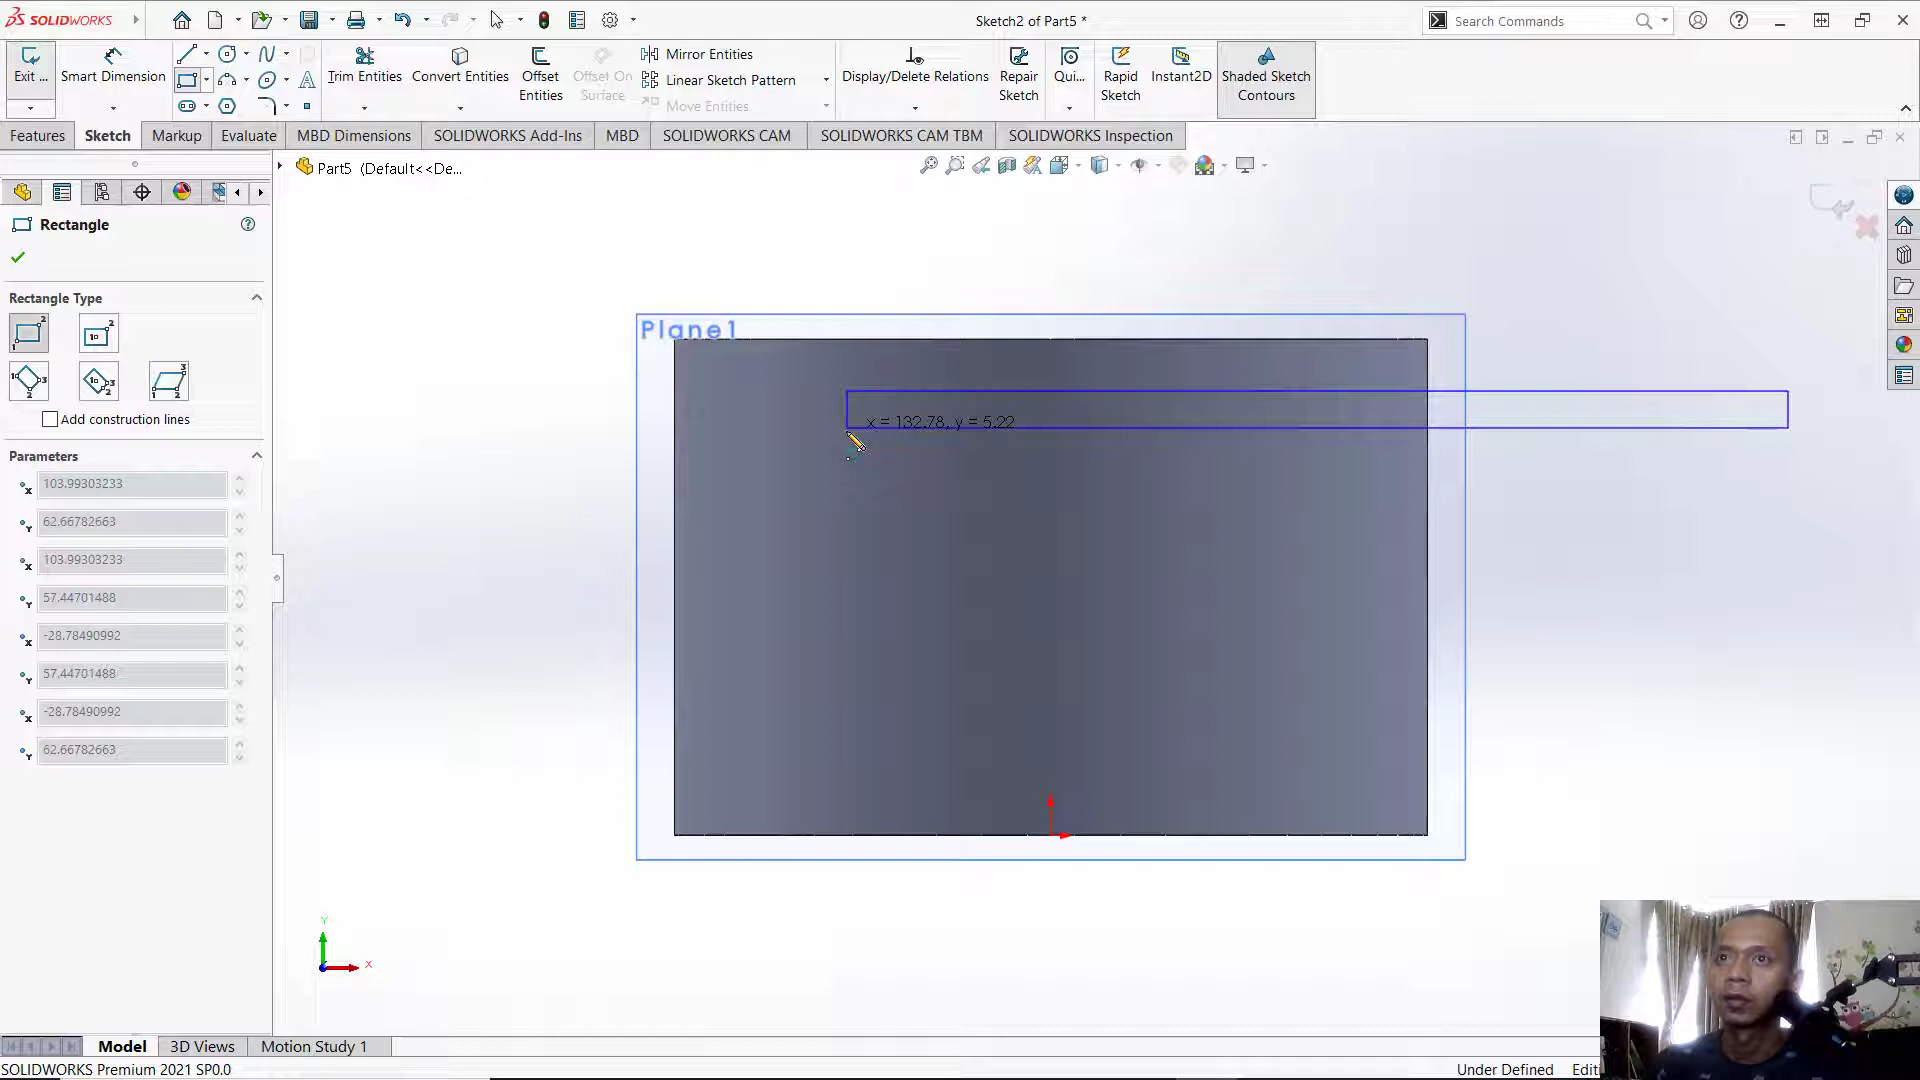 SOLIDWORKS
Sketch2 of Part5 *
Search Commands
Exit ...
Smart Dimension
Trim Entities
Convert Entities
Offset Entities
Offset On Surface
Mirror Entities
Linear Sketch Pattern
Move Entities
Display/Delete Relations
Repair Sketch
Qui...
Rapid Sketch
Instant2D
Shaded Sketch Contours
Features
Sketch
Markup
Evaluate
MBD Dimensions
SOLIDWORKS Add-Ins
MBD
SOLIDWORKS CAM
SOLIDWORKS CAM TBM
SOLIDWORKS Inspection
Part5 (Default<<De...
Rectangle
Rectangle Type
Add construction lines
Parameters
103.99303233
62.66782663
103.99303233
57.44701488
-28.78490992
57.44701488
-28.78490992
62.66782663
Plane1
x = 132.78, y = 5.22
Y
X
Model
3D Views
Motion Study 1
SOLIDWORKS Premium 2021 SP0.0
Under Defined
Editi